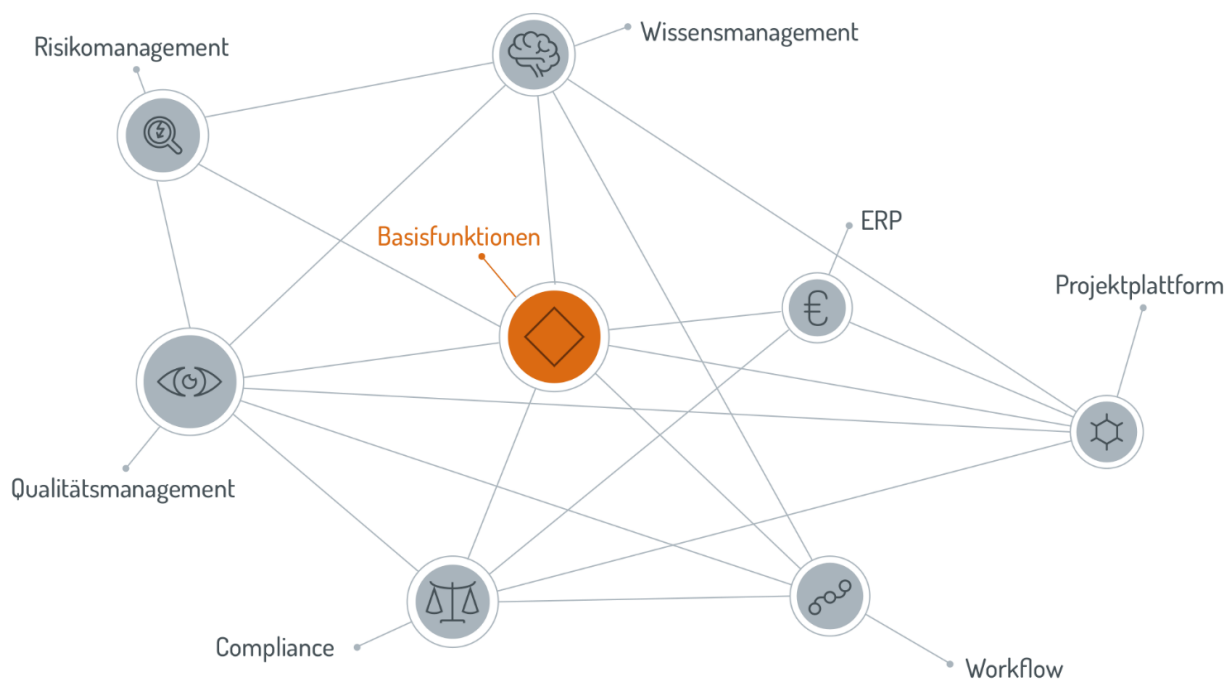 Risikomanagement
Wissensmanagement
Basisfunktionen
ERP
€
Projektplattform
Qualitätsmanagement
Compliance
Workflow